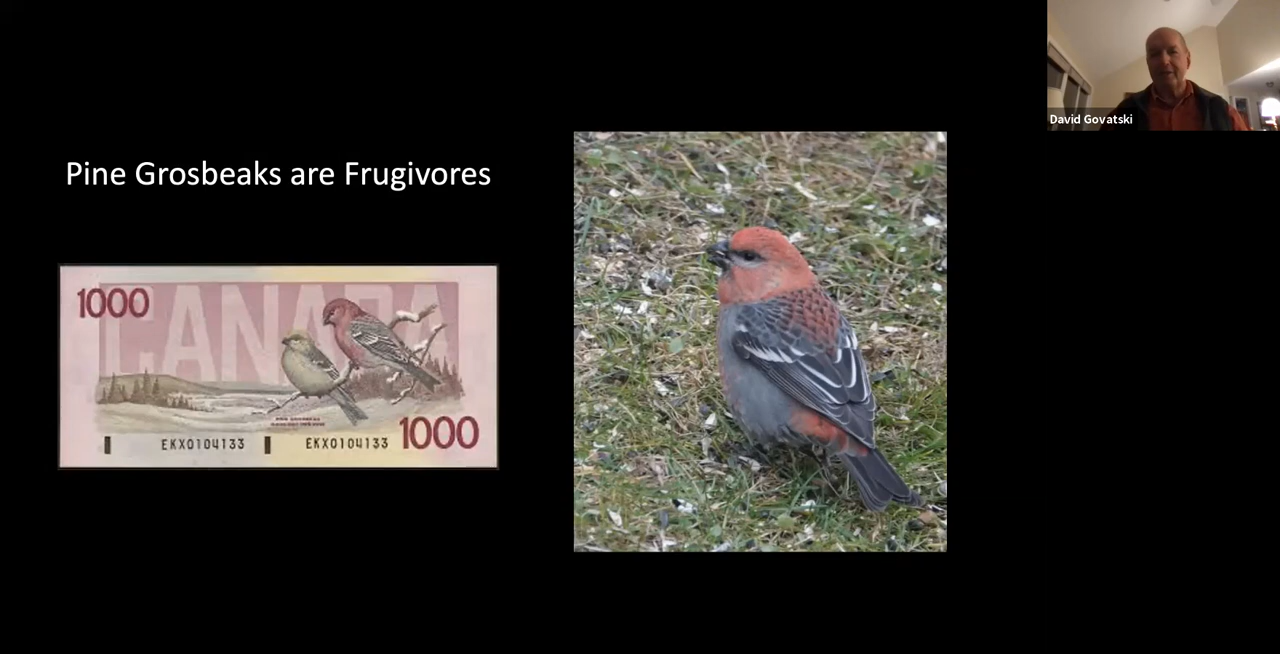 David Govatski
Pine Grosbeaks are Frugivores
1000
CANADA
EKX0104133
EKX0104133
1000